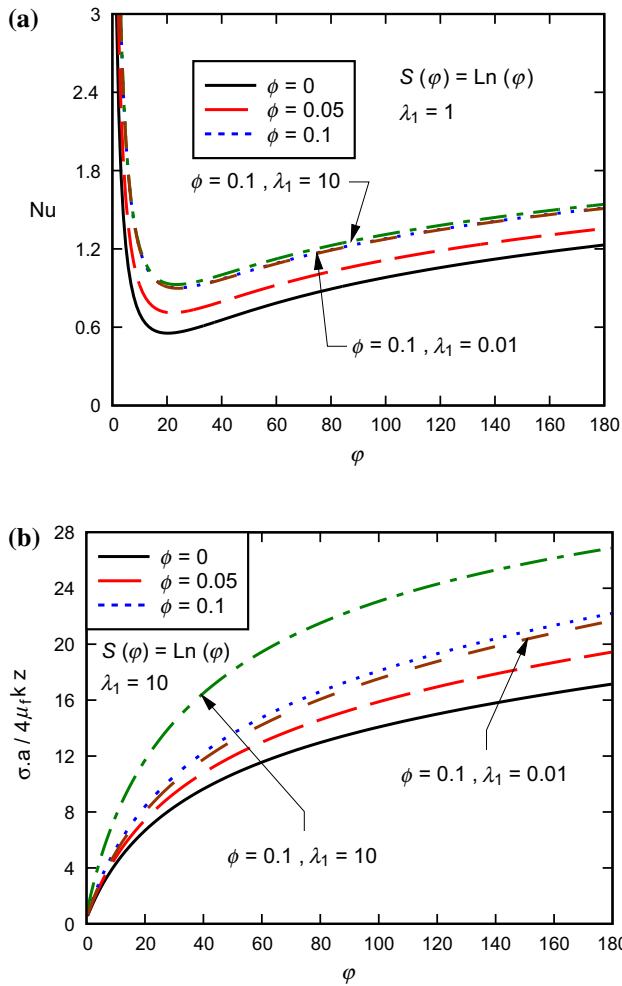 (a)
3
2.4
1.8
1.2
0.6
0
Nu
ϕ = 0
ϕ = 0.05
ϕ = 0.1
S (φ) = Ln (φ)
λ₁ = 1
ϕ = 0.1 , λ₁ = 10
ϕ = 0.1 , λ₁ = 0.01
0 20 40 60 80 100 120 140 160 180
φ
(b)
28
24
20
16
12
8
4
0
σ.a / 4μ_f k z
ϕ = 0
ϕ = 0.05
ϕ = 0.1
S (φ) = Ln (φ)
λ₁ = 10
ϕ = 0.1 , λ₁ = 0.01
ϕ = 0.1 , λ₁ = 10
0 20 40 60 80 100 120 140 160 180
φ